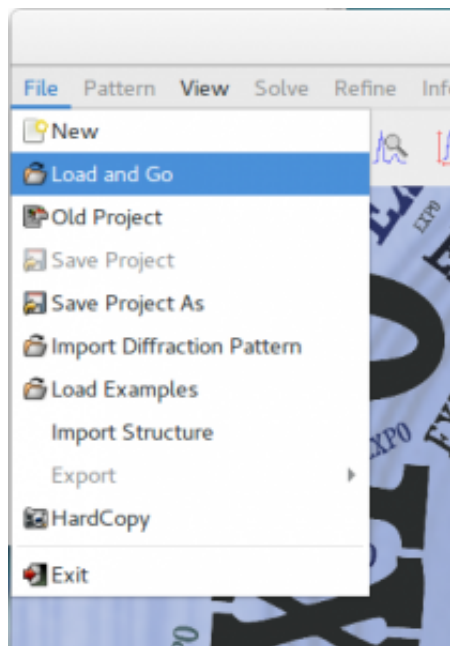 File Pattern View Solve Refine
New
Load and Go
Old Project
Save Project
Save Project As
Import Diffraction Pattern
Load Examples
Import Structure
Export
HardCopy
Exit
EXPO
EXPO